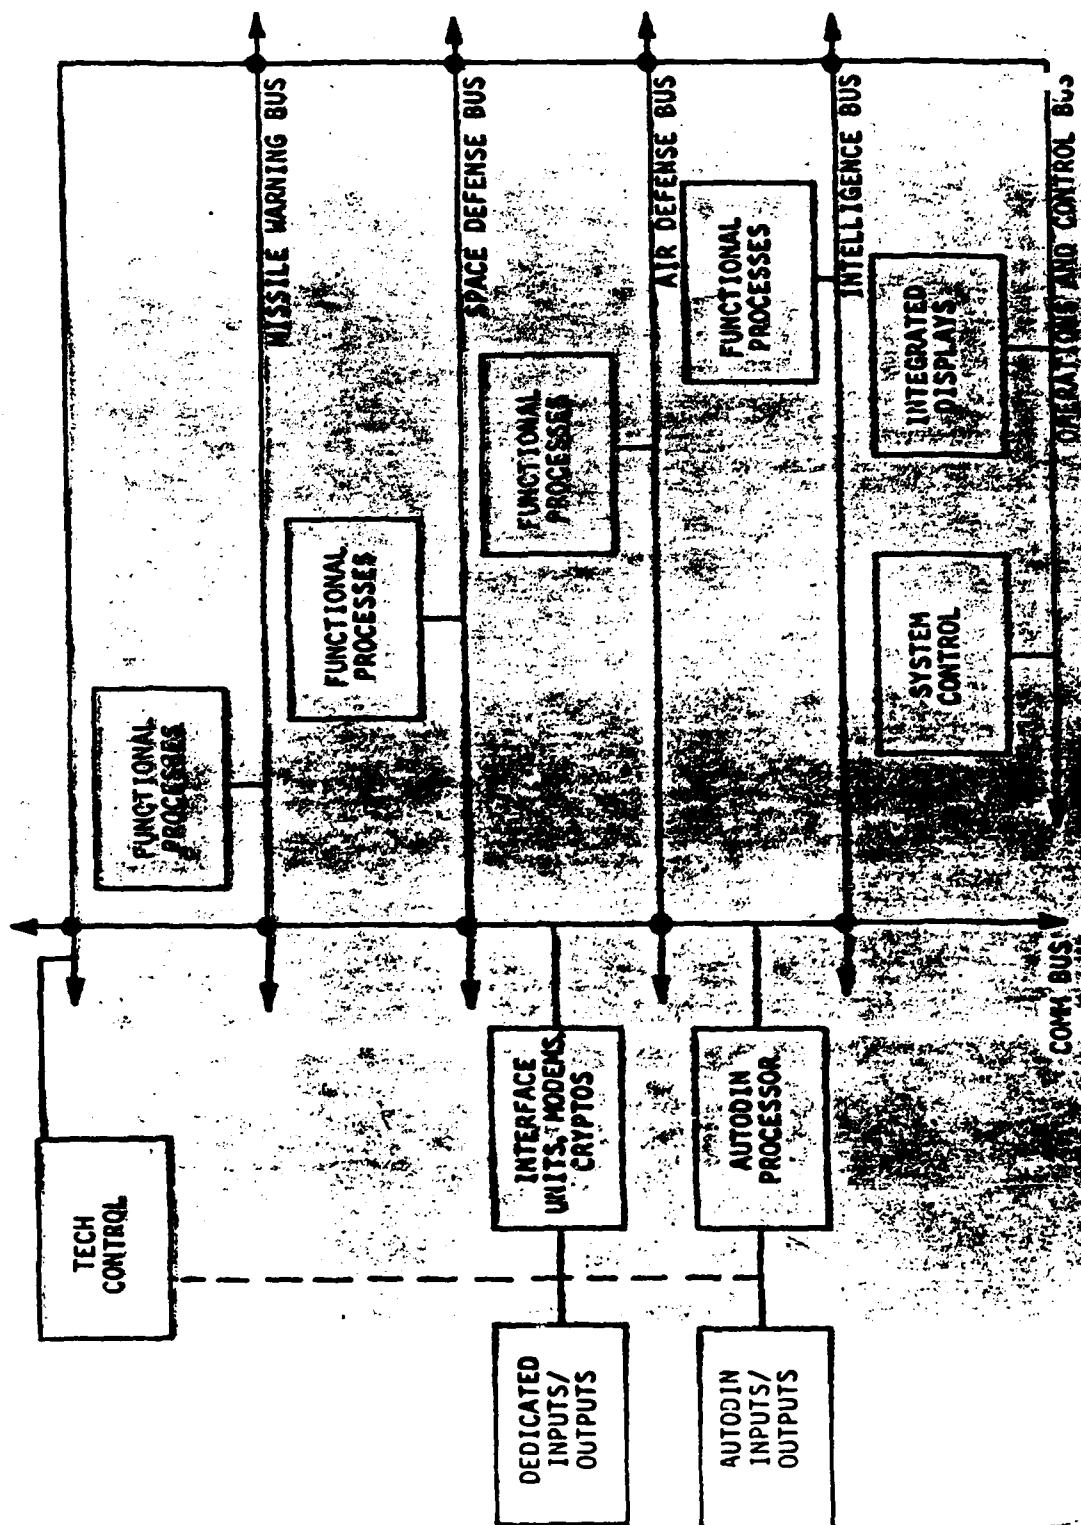 TECH
CONTROL
DEDICATED
INPUTS/
OUTPUTS
AUTODIN
INPUTS/
OUTPUTS
INTERFACE
UNITS, MODEMS,
CRYPTOS
AUTODIN
PROCESSOR
COMM BUS
FUNCTIONAL
PROCESSES
MISSILE WARNING BUS
FUNCTIONAL
PROCESSES
SPACE DEFENSE BUS
FUNCTIONAL
PROCESSES
AIR DEFENSE BUS
FUNCTIONAL
PROCESSES
INTELLIGENCE BUS
SYSTEM
CONTROL
INTEGRATED
DISPLAYS
OPERATIONS AND CONTROL BUS